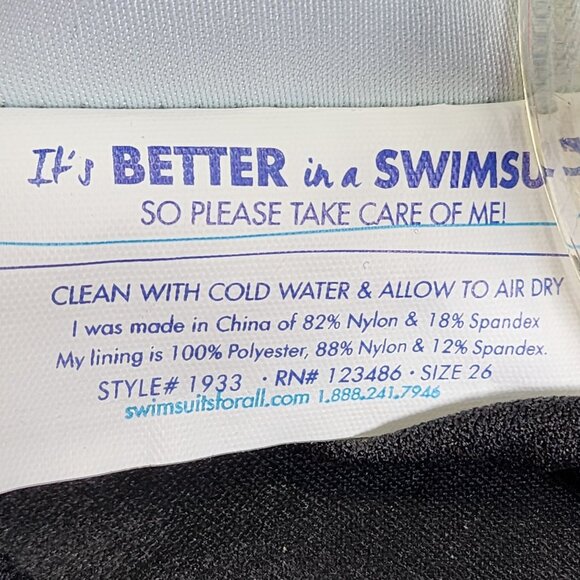 It's BETTER in a
SO PLEASE TAKE CARE OF ME!
CLEAN WITH COLD WATER & ALLOW TO AIR DRY
I was made in China of 82% Nylon & 18% Spandex
My lining is 100% Polyester, 88% Nylon & 12% Spandex.
STYLE# 1933 · RN# 123486 · SIZE 26
swimsuitsforall.com 1.888.241.7946